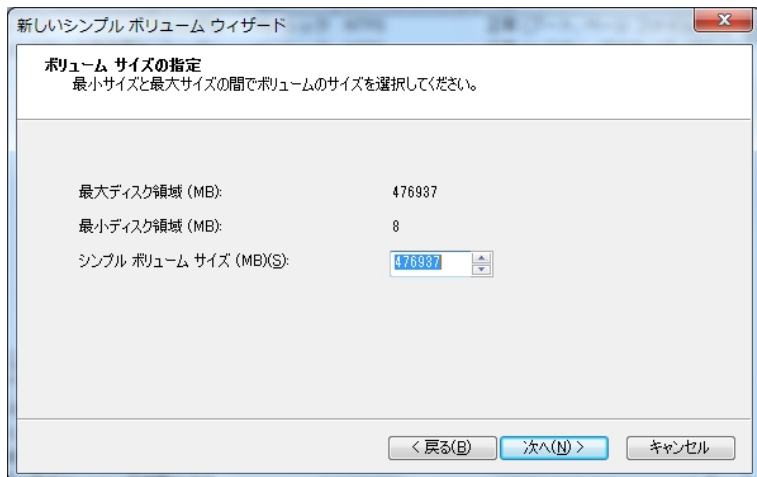 新しいシンプル ボリューム ウィザード
ボリューム サイズの指定
最小サイズと最大サイズの間でボリュームのサイズを選択してください。
最大ディスク領域 (MB): 476937
最小ディスク領域 (MB): 8
シンプル ボリューム サイズ (MB)(S): 476937
< 戻る(B) 次へ(N) > キャンセル